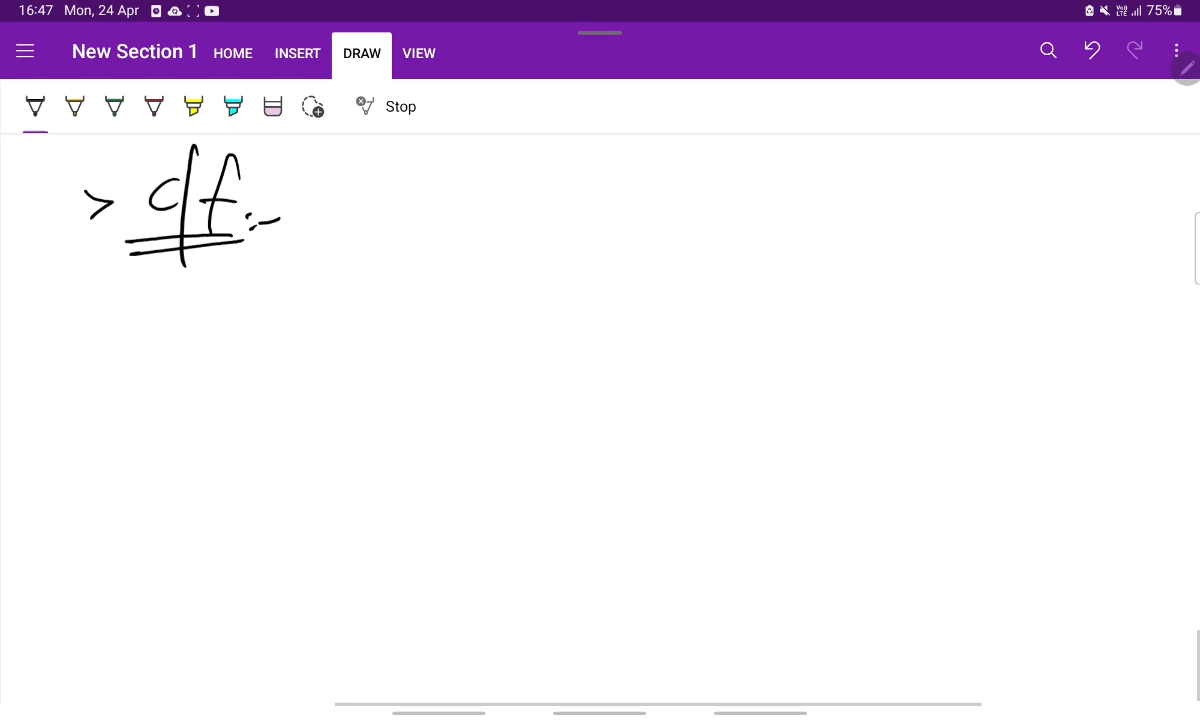 16:47 Mon, 24 Apr 75%
New Section 1 HOME INSERT DRAW VIEW
Stop
> c/f :-